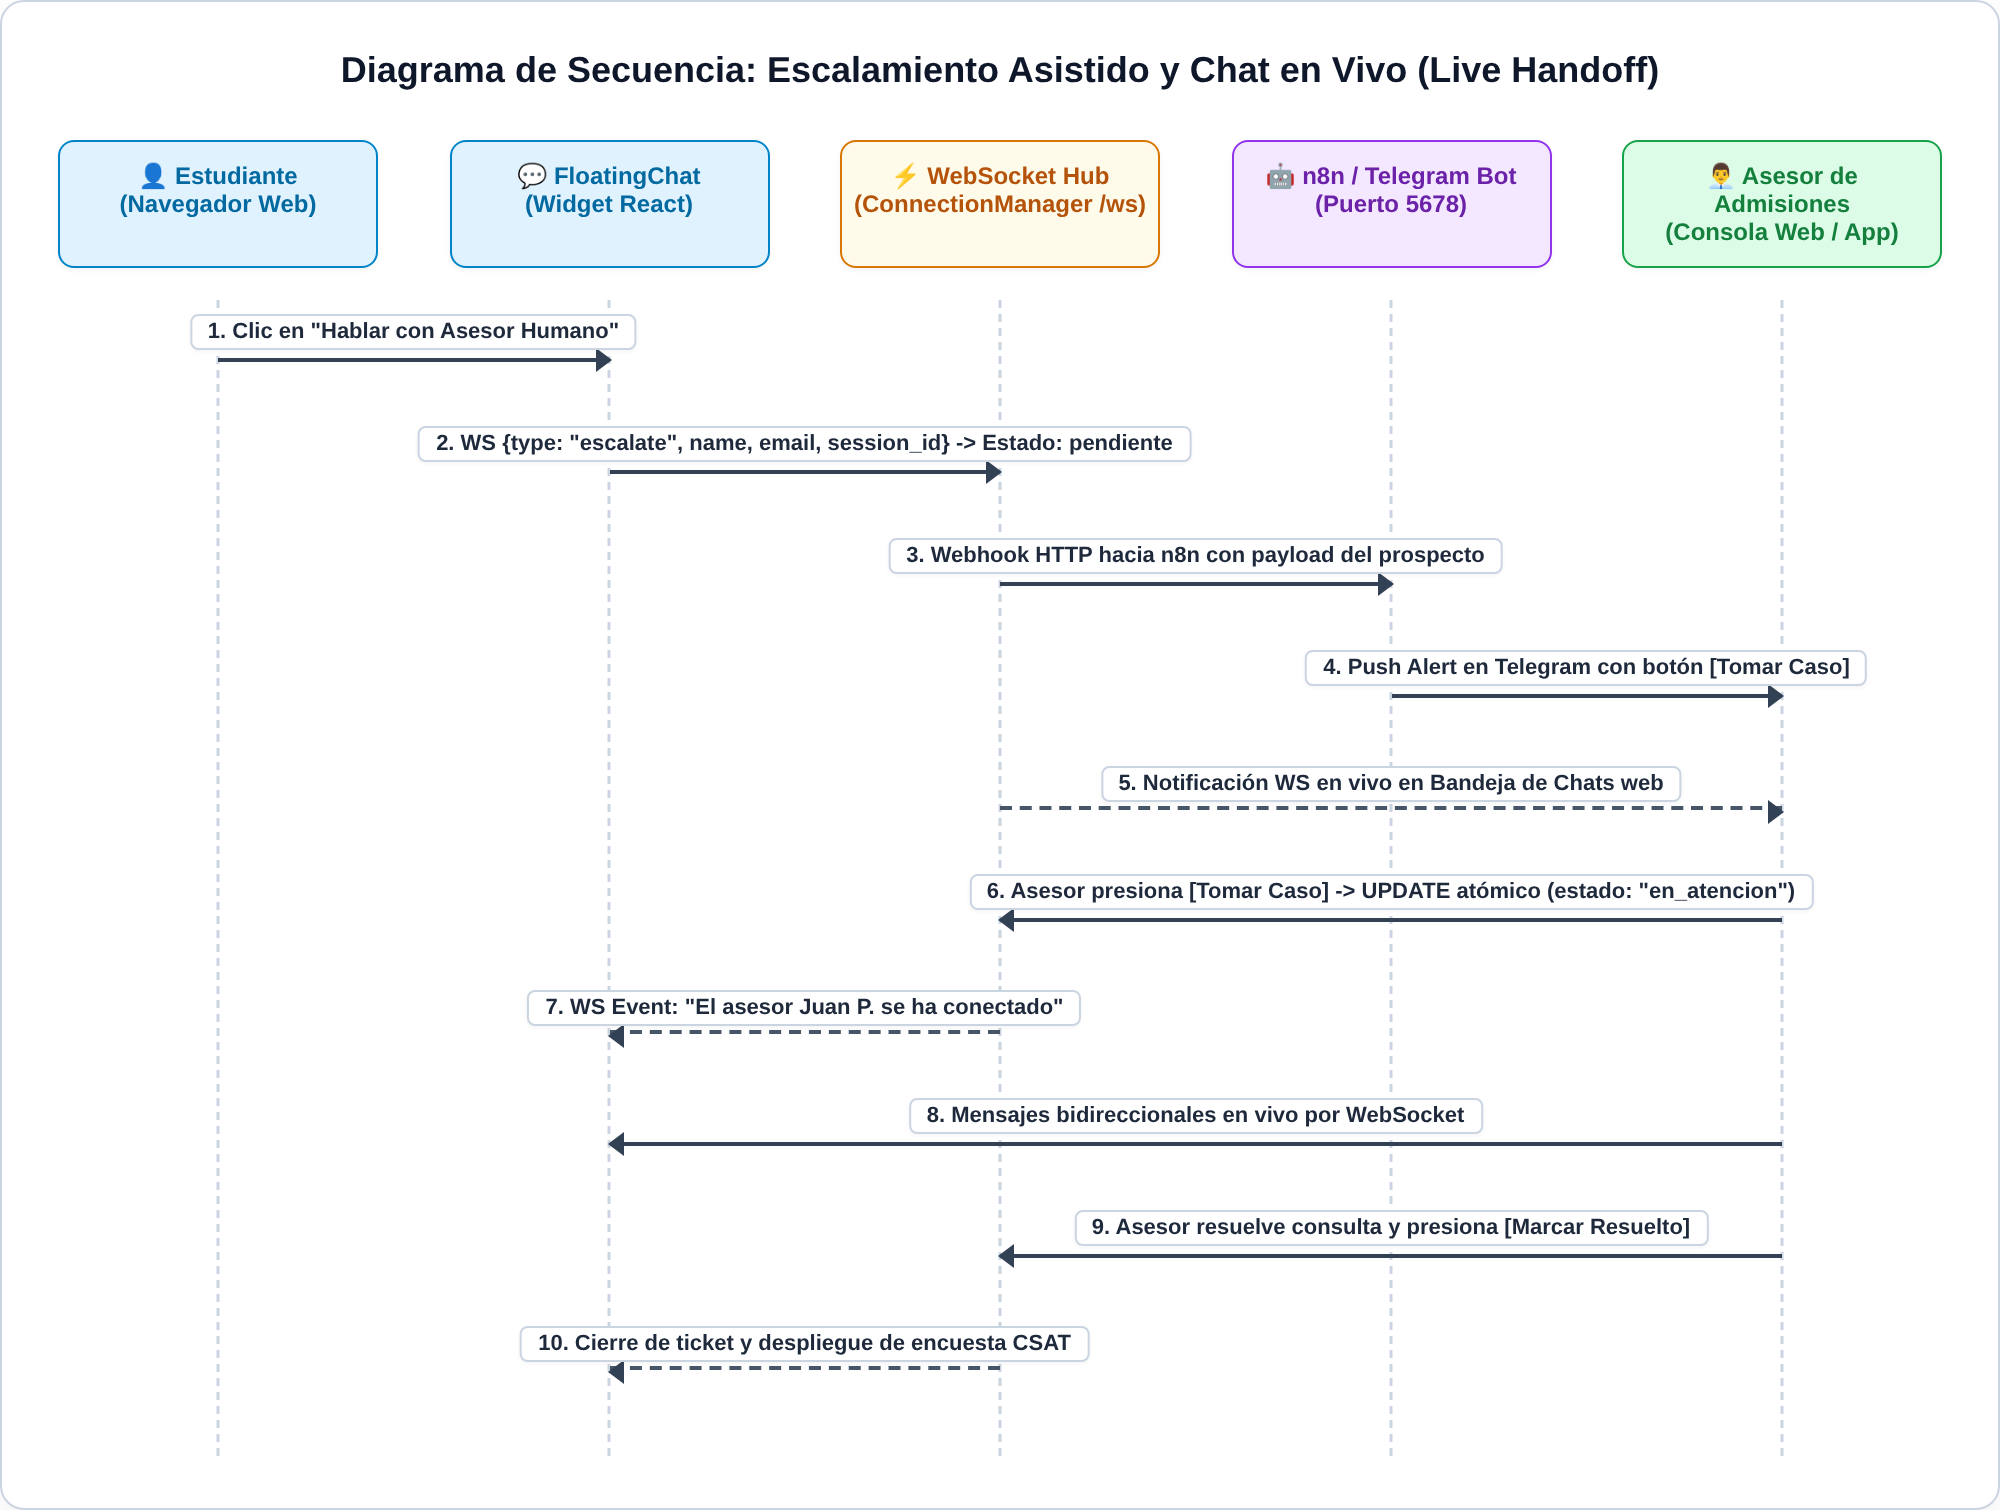 Diagrama de Secuencia: Escalamiento Asistido y Chat en Vivo (Live Handoff)
👤 Estudiante
(Navegador Web)
💬 FloatingChat
(Widget React)
⚡ WebSocket Hub
(ConnectionManager /ws)
🤖 n8n / Telegram Bot
(Puerto 5678)
👨‍💼 Asesor de
Admisiones
(Consola Web / App)
1. Clic en "Hablar con Asesor Humano"
2. WS {type: "escalate", name, email, session_id} -> Estado: pendiente
3. Webhook HTTP hacia n8n con payload del prospecto
4. Push Alert en Telegram con botón [Tomar Caso]
5. Notificación WS en vivo en Bandeja de Chats web
6. Asesor presiona [Tomar Caso] -> UPDATE atómico (estado: "en_atencion")
7. WS Event: "El asesor Juan P. se ha conectado"
8. Mensajes bidireccionales en vivo por WebSocket
9. Asesor resuelve consulta y presiona [Marcar Resuelto]
10. Cierre de ticket y despliegue de encuesta CSAT